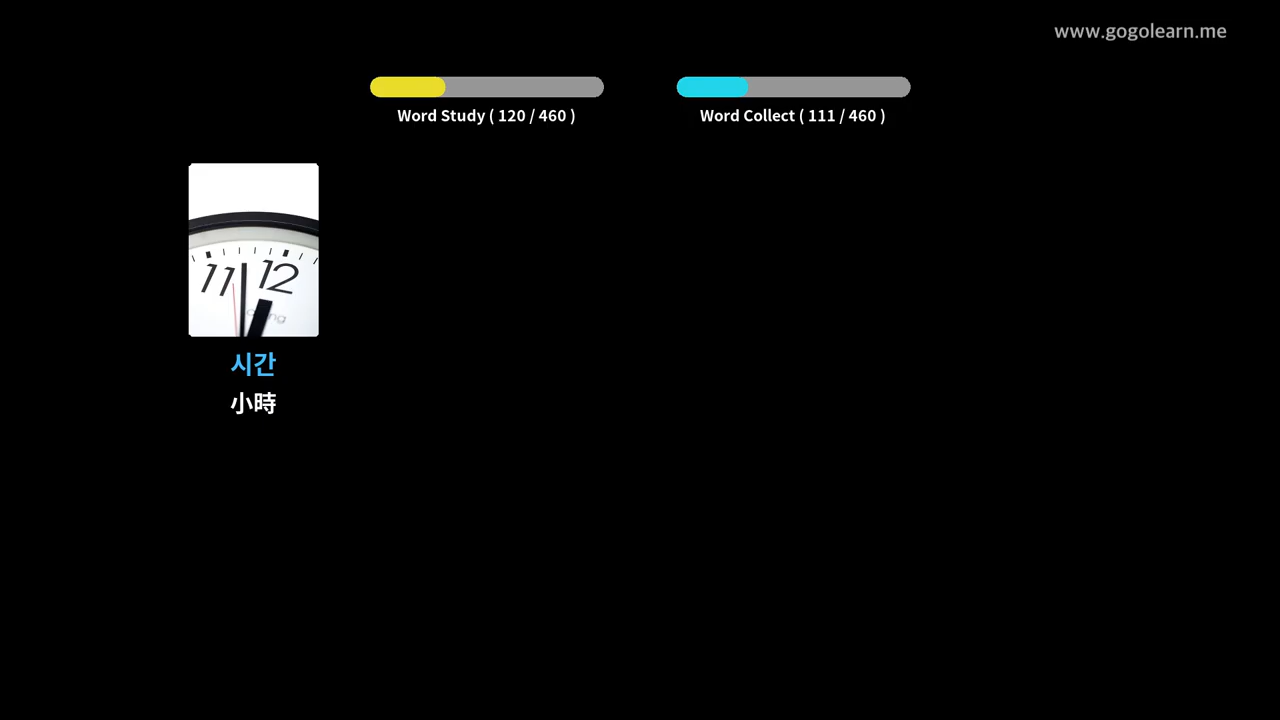 www.gogolearn.me
Word Study ( 120 / 460 )
Word Collect ( 111 / 460 )
11 12
시간
小時